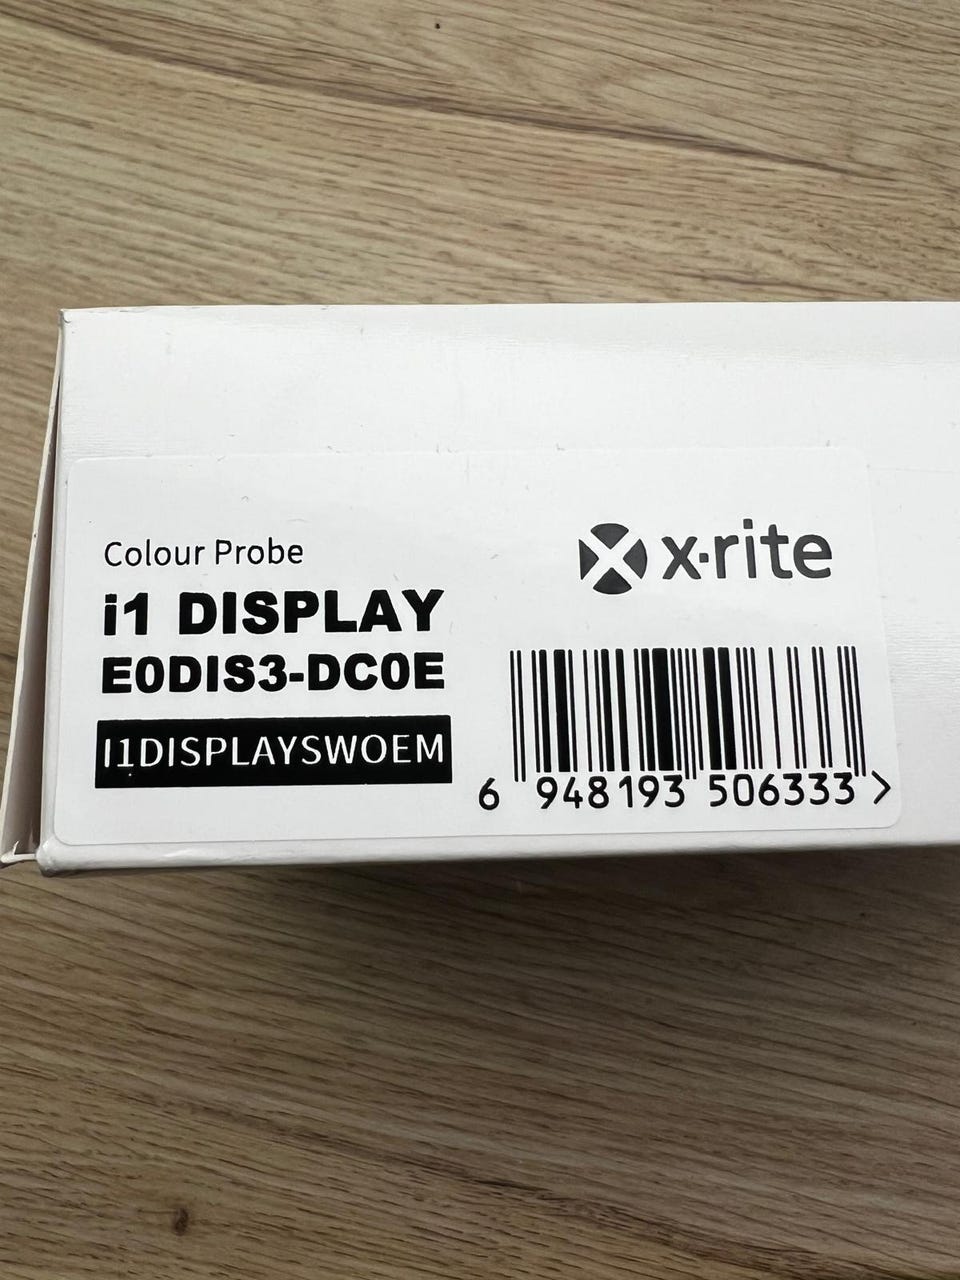 Colour Probe
x·rite
i1 DISPLAY
E0DIS3-DC0E
I1DISPLAYSWOEM
6 948193 506333 >